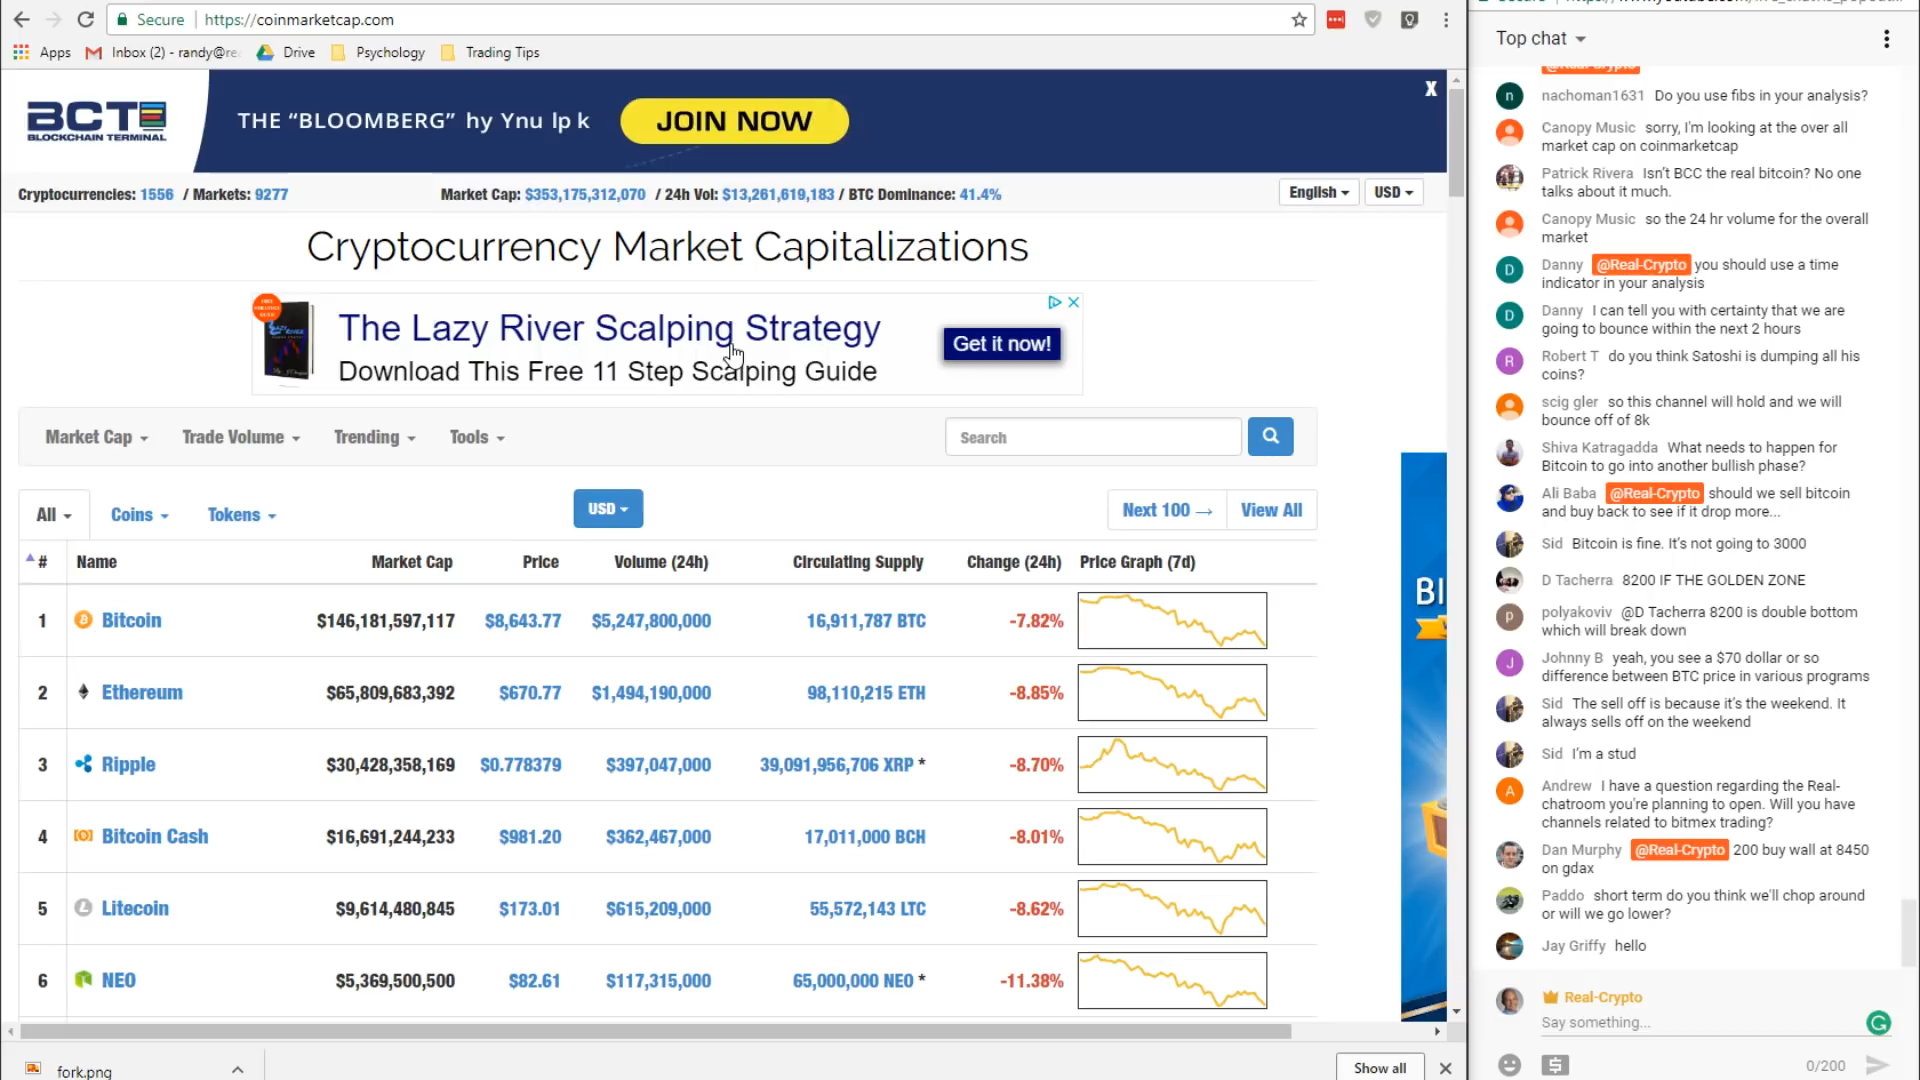 Secure https://coinmarketcap.com
Apps Inbox (2) - randy@re Drive Psychology Trading Tips
BCT
BLOCKCHAIN TERMINAL
THE “BLOOMBERG”
JOIN NOW
X
Cryptocurrencies: 1556 / Markets: 9277
Market Cap: $353,175,312,070 / 24h Vol: $13,261,619,183 / BTC Dominance: 41.4%
English USD
Cryptocurrency Market Capitalizations
The Lazy River Scalping Strategy
Download This Free 11 Step Scalping Guide
Get it now!
Market Cap Trade Volume Trending Tools
Search
All Coins Tokens
USD
Next 100 → View All
# Name Market Cap Price Volume (24h) Circulating Supply Change (24h) Price Graph (7d)
1 Bitcoin $146,181,597,117 $8,643.77 $5,247,800,000 16,911,787 BTC -7.82%
2 Ethereum $65,809,683,392 $670.77 $1,494,190,000 98,110,215 ETH -8.85%
3 Ripple $30,428,358,169 $0.778379 $397,047,000 39,091,956,706 XRP * -8.70%
4 Bitcoin Cash $16,691,244,233 $981.20 $362,467,000 17,011,000 BCH -8.01%
5 Litecoin $9,614,480,845 $173.01 $615,209,000 55,572,143 LTC -8.62%
6 NEO $5,369,500,500 $82.61 $117,315,000 65,000,000 NEO * -11.38%
BI
fork.png
Show all
Top chat
@Real-Crypto
nachoman1631 Do you use fibs in your analysis?
Canopy Music sorry, I'm looking at the over all
market cap on coinmarketcap
Patrick Rivera Isn't BCC the real bitcoin? No one
talks about it much.
Canopy Music so the 24 hr volume for the overall
market
Danny @Real-Crypto you should use a time
indicator in your analysis
Danny I can tell you with certainty that we are
going to bounce within the next 2 hours
Robert T do you think Satoshi is dumping all his
coins?
scig gler so this channel will hold and we will
bounce off of 8k
Shiva Katragadda What needs to happen for
Bitcoin to go into another bullish phase?
Ali Baba @Real-Crypto should we sell bitcoin
and buy back to see if it drop more...
Sid Bitcoin is fine. It's not going to 3000
D Tacherra 8200 IF THE GOLDEN ZONE
polyakoviv @D Tacherra 8200 is double bottom
which will break down
Johnny B yeah, you see a $70 dollar or so
difference between BTC price in various programs
Sid The sell off is because it's the weekend. It
always sells off on the weekend
Sid I'm a stud
Andrew I have a question regarding the Real-
chatroom you're planning to open. Will you have
channels related to bitmex trading?
Dan Murphy @Real-Crypto 200 buy wall at 8450
on gdax
Paddo short term do you think we'll chop around
or will we go lower?
Jay Griffy hello
Real-Crypto
Say something...
0/200